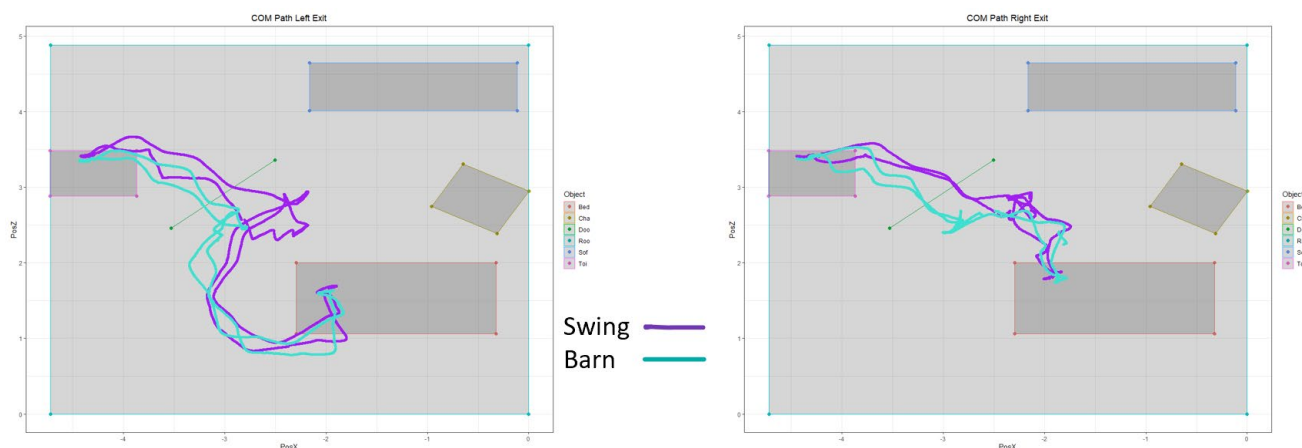 COM Path Left Exit
5
4
3
2
1
0
PosZ
-4
-3
-2
-1
0
PosX
Object
Bed
Cha
Doo
Roo
Sof
Toi
Swing
Barn
COM Path Right Exit
5
4
3
2
1
0
PosZ
-4
-3
-2
-1
0
PosX
Object